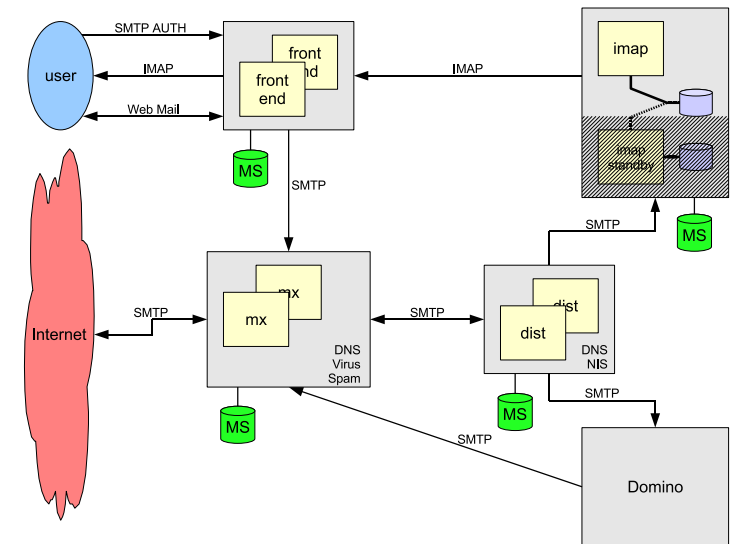 SMTP AUTH
user
IMAP
Web Mail
front
nd
front
end
MS
IMAP
imap
imap
standby
MS
SMTP
SMTP
Internet
SMTP
mx
mx
DNS
Virus
Spam
MS
SMTP
dist
dist
DNS
NIS
MS
SMTP
SMTP
Domino